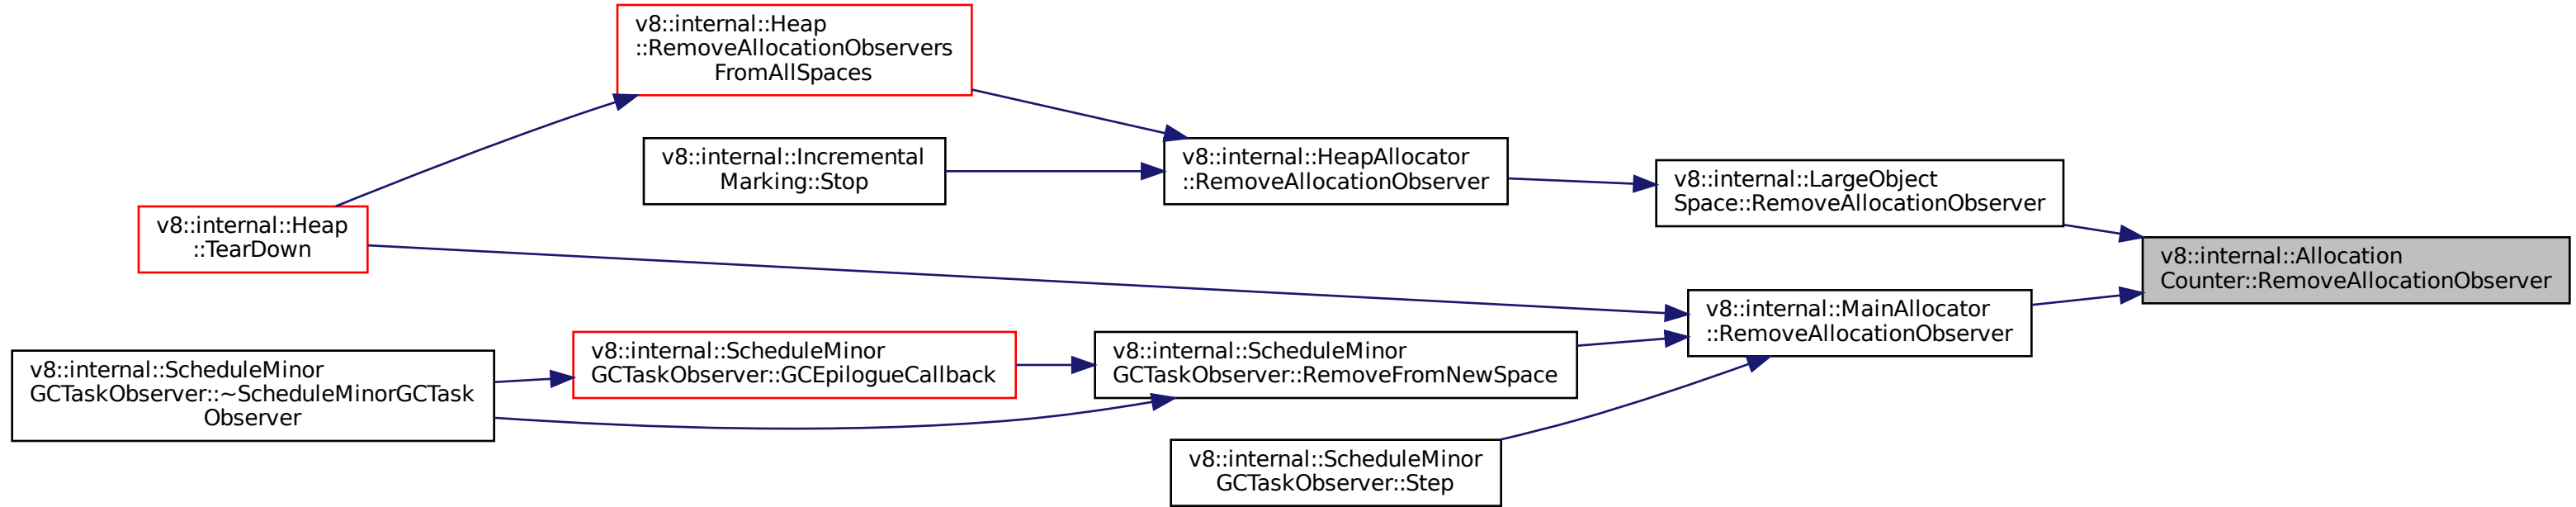 v8::internal::Heap
::RemoveAllocationObservers
FromAllSpaces
v8::internal::Incremental
Marking::Stop
v8::internal::HeapAllocator
::RemoveAllocationObserver
v8::internal::LargeObject
Space::RemoveAllocationObserver
v8::internal::Heap
::TearDown
v8::internal::Allocation
Counter::RemoveAllocationObserver
v8::internal::MainAllocator
::RemoveAllocationObserver
v8::internal::ScheduleMinor
GCTaskObserver::~ScheduleMinorGCTask
Observer
v8::internal::ScheduleMinor
GCTaskObserver::GCEpilogueCallback
v8::internal::ScheduleMinor
GCTaskObserver::RemoveFromNewSpace
v8::internal::ScheduleMinor
GCTaskObserver::Step